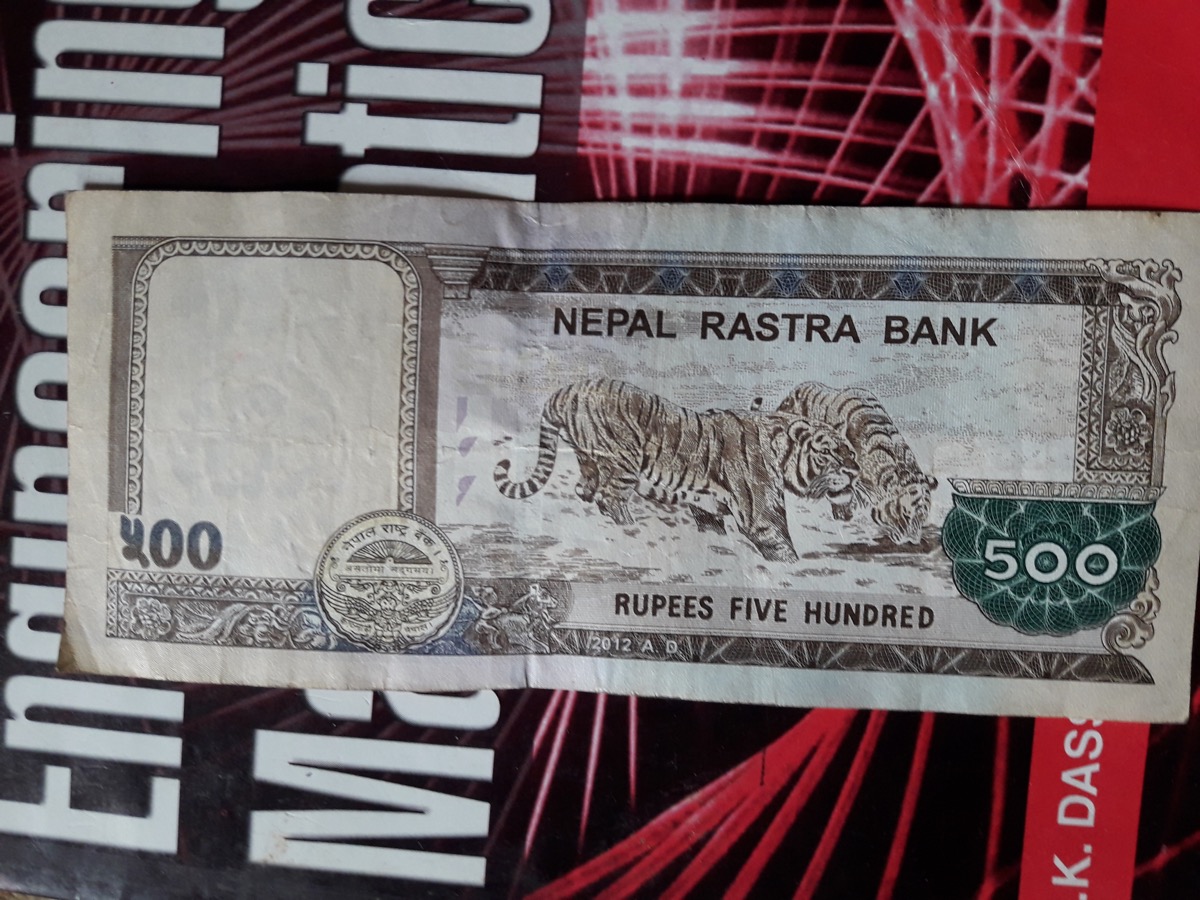 Engineering
Ma
tic
.K. DASS
५००
नेपाल राष्ट्र बैंक
NEPAL RASTRA BANK
2012 A.D.
RUPEES FIVE HUNDRED
500